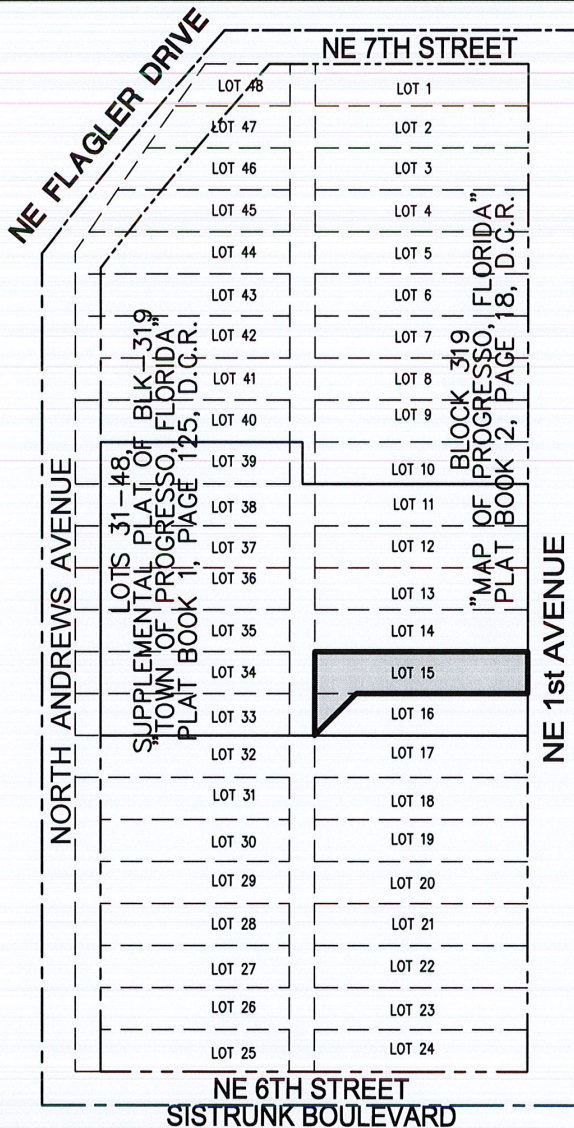 NE FLAGLER DRIVE
NE 7TH STREET
LOT 48
LOT 47
LOT 46
LOT 45
LOT 44
LOT 43
LOT 42
LOT 41
LOT 40
LOT 39
LOT 38
LOT 37
LOT 36
LOT 35
LOT 34
LOT 33
LOT 32
LOT 31
LOT 30
LOT 29
LOT 28
LOT 27
LOT 26
LOT 25
LOT 1
LOT 2
LOT 3
LOT 4
LOT 5
LOT 6
LOT 7
LOT 8
LOT 9
LOT 10
LOT 11
LOT 12
LOT 13
LOT 14
LOT 15
LOT 16
LOT 17
LOT 18
LOT 19
LOT 20
LOT 21
LOT 22
LOT 23
LOT 24
NORTH ANDREWS AVENUE
LOTS 31-48,
SUPPLEMENTAL PLAT OF BLK-319
"TOWN OF PROGRESSO, FLORIDA"
PLAT BOOK 1, PAGE 125, D.C.R.
BLOCK 319
"MAP OF PROGRESSO, FLORIDA"
PLAT BOOK 2, PAGE 18, D.C.R.
NE 1st AVENUE
NE 6TH STREET
SISTRUNK BOULEVARD